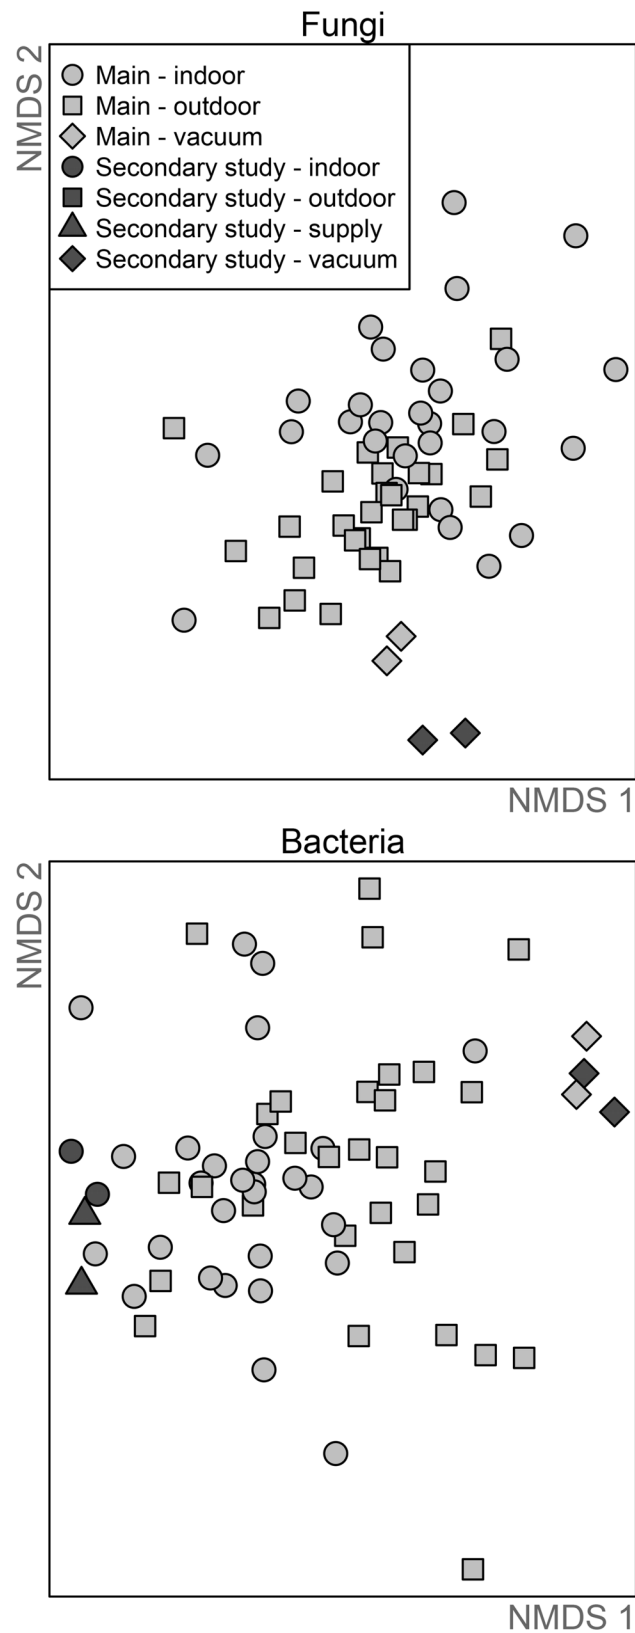 Fungi
NMDS 2
Main - indoor
Main - outdoor
Main - vacuum
Secondary study - indoor
Secondary study - outdoor
Secondary study - supply
Secondary study - vacuum
NMDS 1
Bacteria
NMDS 2
NMDS 1